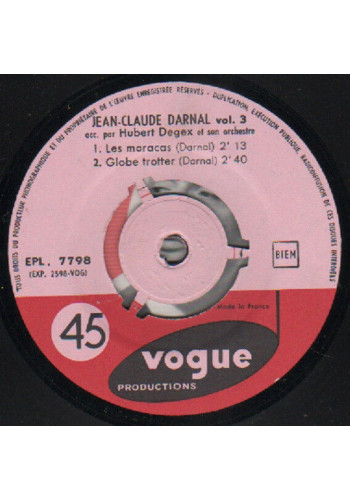 TOUS DROITS DU PRODUCTEUR PHONOGRAPHIQUE ET DU PROPRIÉTAIRE DE L'ŒUVRE ENREGISTRÉE RÉSERVÉS - DUPLICATION, EXÉCUTION PUBLIQUE, RADIODIFFUSION DE CES DISQUES INTERDITES
JEAN-CLAUDE DARNAL vol. 3
acc. par Hubert Degex et son orchestre
1. Les maracas (Darnal) 2' 13
2. Globe trotter (Darnal) 2' 40
EPL. 7798
(EXP. 2598-VOG)
BIEM
Made in France
45
vogue
PRODUCTIONS